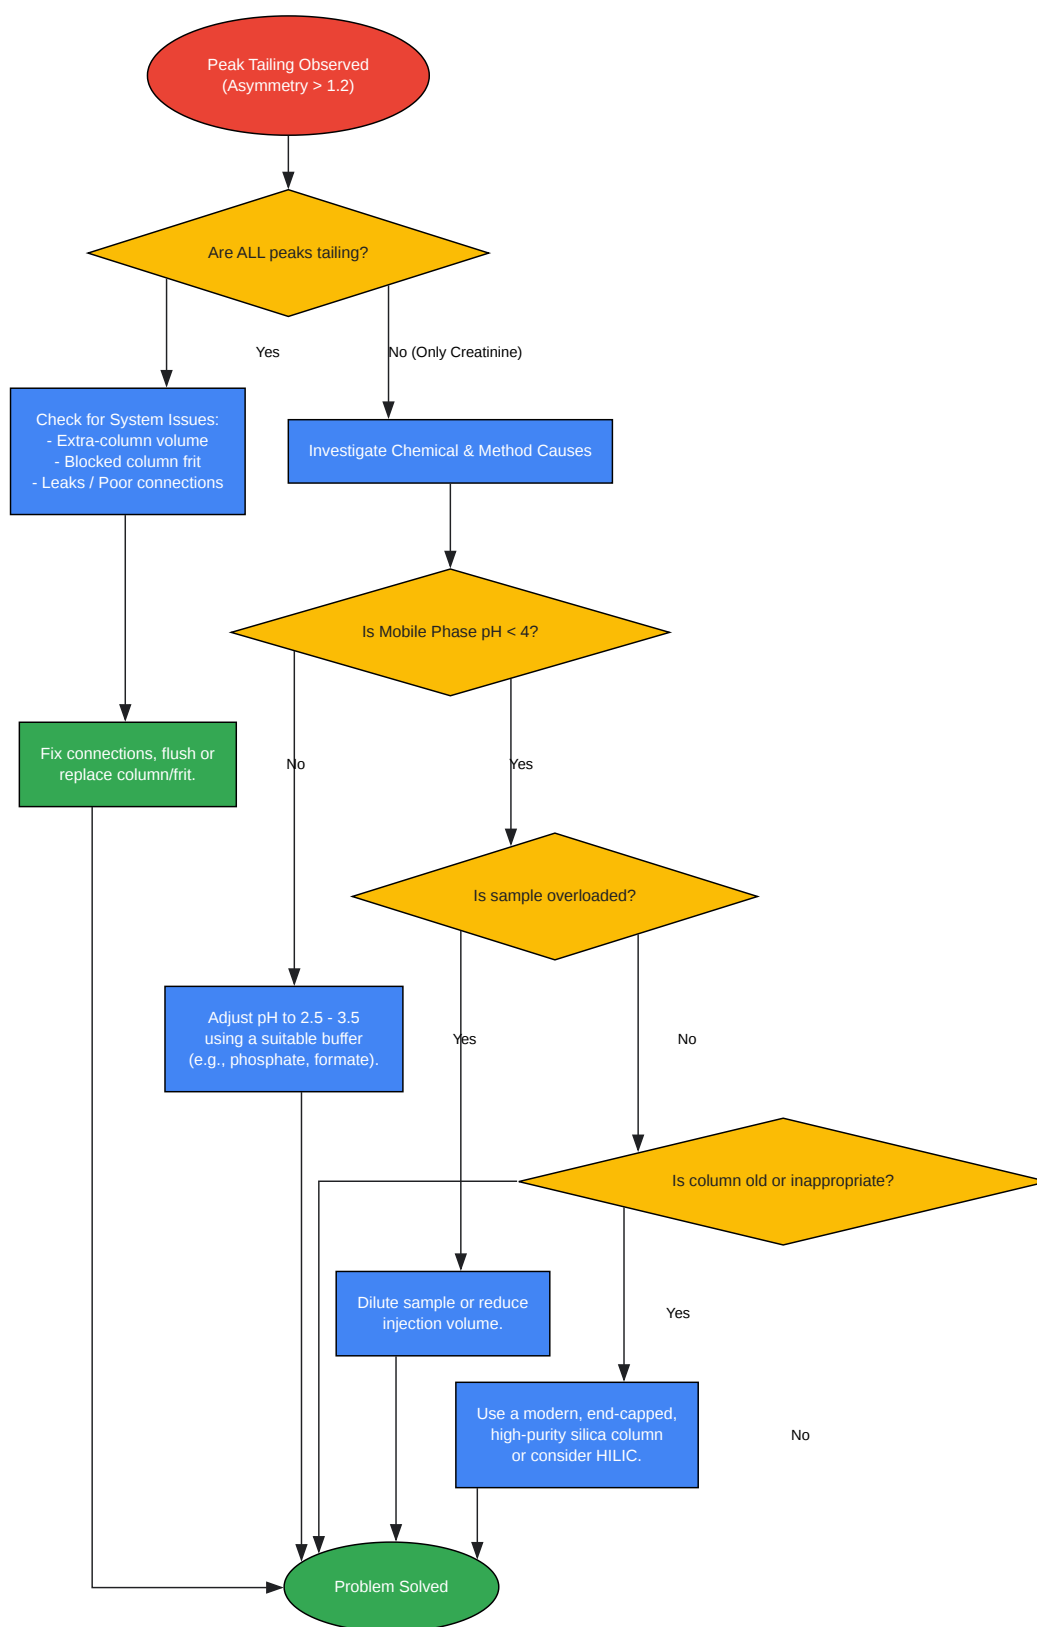 Peak Tailing Observed
(Asymmetry > 1.2)
Are ALL peaks tailing?
Yes
No (Only Creatinine)
Check for System Issues:
- Extra-column volume
- Blocked column frit
- Leaks / Poor connections
Investigate Chemical & Method Causes
Is Mobile Phase pH < 4?
Fix connections, flush or
replace column/frit.
No
Yes
Is sample overloaded?
Adjust pH to 2.5 - 3.5
using a suitable buffer
(e.g., phosphate, formate).
Yes
No
Is column old or inappropriate?
Dilute sample or reduce
injection volume.
Yes
Use a modern, end-capped,
high-purity silica column
or consider HILIC.
No
Problem Solved